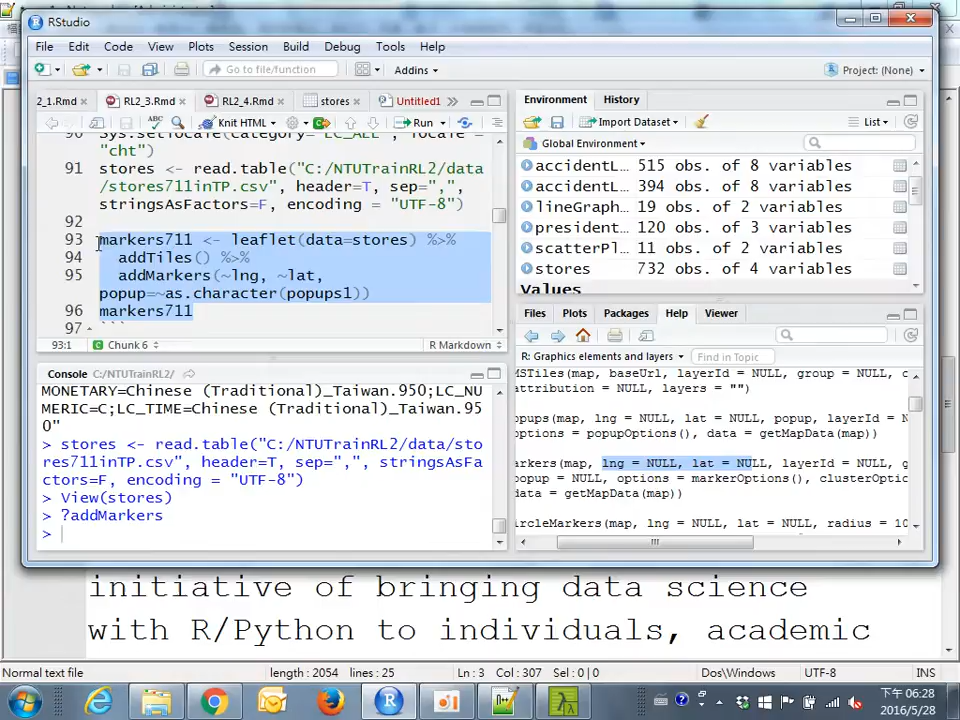 RStudio
File Edit Code View Plots Session Build Debug Tools Help
Go to file/function Addins Project: (None)
2_1.Rmd RL2_3.Rmd RL2_4.Rmd stores Untitled1
Knit HTML Run
"cht")
91 stores <- read.table("C:/NTUTrainRL2/data
/stores711inTP.csv", header=T, sep=",",
stringsAsFactors=F, encoding = "UTF-8")
92
93 markers711 <- leaflet(data=stores) %>%
94 addTiles() %>%
95 addMarkers(~lng, ~lat,
popup=~as.character(popups1))
96 markers711
97 ```
93:1 Chunk 6 R Markdown
Console C:/NTUTrainRL2/
MONETARY=Chinese (Traditional)_Taiwan.950;LC_NU
MERIC=C;LC_TIME=Chinese (Traditional)_Taiwan.95
0"
> stores <- read.table("C:/NTUTrainRL2/data/sto
res711inTP.csv", header=T, sep=",", stringsAsFa
ctors=F, encoding = "UTF-8")
> View(stores)
> ?addMarkers
>
Environment History
Import Dataset List
Global Environment
accidentL… 515 obs. of 8 variables
accidentL… 394 obs. of 8 variables
lineGraph… 19 obs. of 2 variables
president… 120 obs. of 3 variables
scatterPl… 11 obs. of 2 variables
stores 732 obs. of 4 variables
Values
Files Plots Packages Help Viewer
R: Graphics elements and layers Find in Topic
MSTiles(map, baseUrl, layerId = NULL, group = NULL, c
attribution = NULL, layers = "")
opups(map, lng = NULL, lat = NULL, popup, layerId = N
options = popupOptions(), data = getMapData(map))
arkers(map, lng = NULL, lat = NULL, layerId = NULL, g
popup = NULL, options = markerOptions(), clusterOptic
data = getMapData(map))
ircleMarkers(map, lng = NULL, lat = NULL, radius = 10
initiative of bringing data science
with R/Python to individuals, academic
Normal text file length : 2054 lines : 25 Ln : 3 Col : 307 Sel : 0 | 0 Dos\Windows UTF-8 INS
下午 06:28
2016/5/28